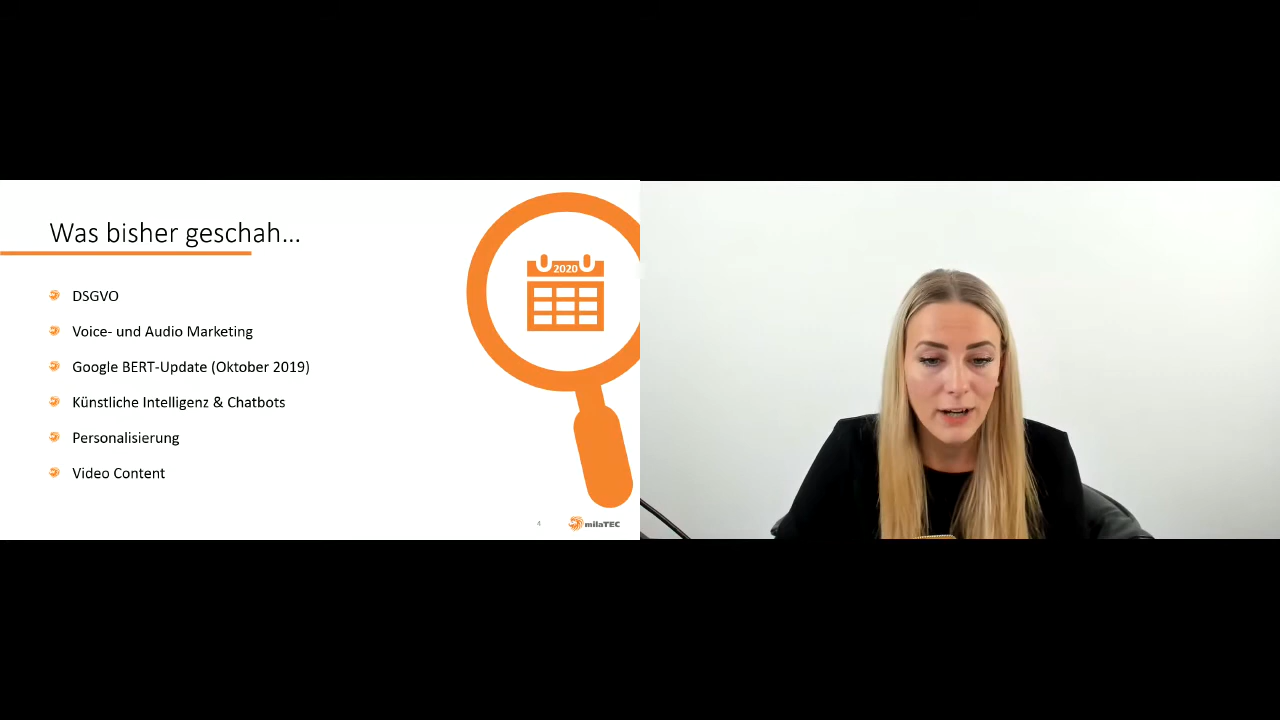 Was bisher geschah...
2020
DSGVO
Voice- und Audio Marketing
Google BERT-Update (Oktober 2019)
Künstliche Intelligenz & Chatbots
Personalisierung
Video Content
4
milaTEC